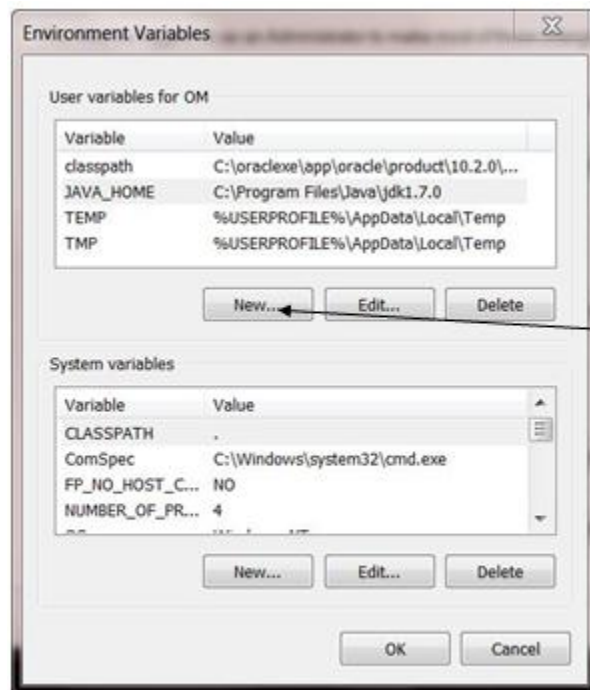 Environment Variables
User variables for OM
Variable Value
classpath C:\oraclexe\app\oracle\product\10.2.0\...
JAVA_HOME C:\Program Files\Java\jdk1.7.0
TEMP %USERPROFILE%\AppData\Local\Temp
TMP %USERPROFILE%\AppData\Local\Temp
New... Edit... Delete
System variables
Variable Value
CLASSPATH .
ComSpec C:\Windows\system32\cmd.exe
FP_NO_HOST_C... NO
NUMBER_OF_PR... 4
New... Edit... Delete
OK Cancel